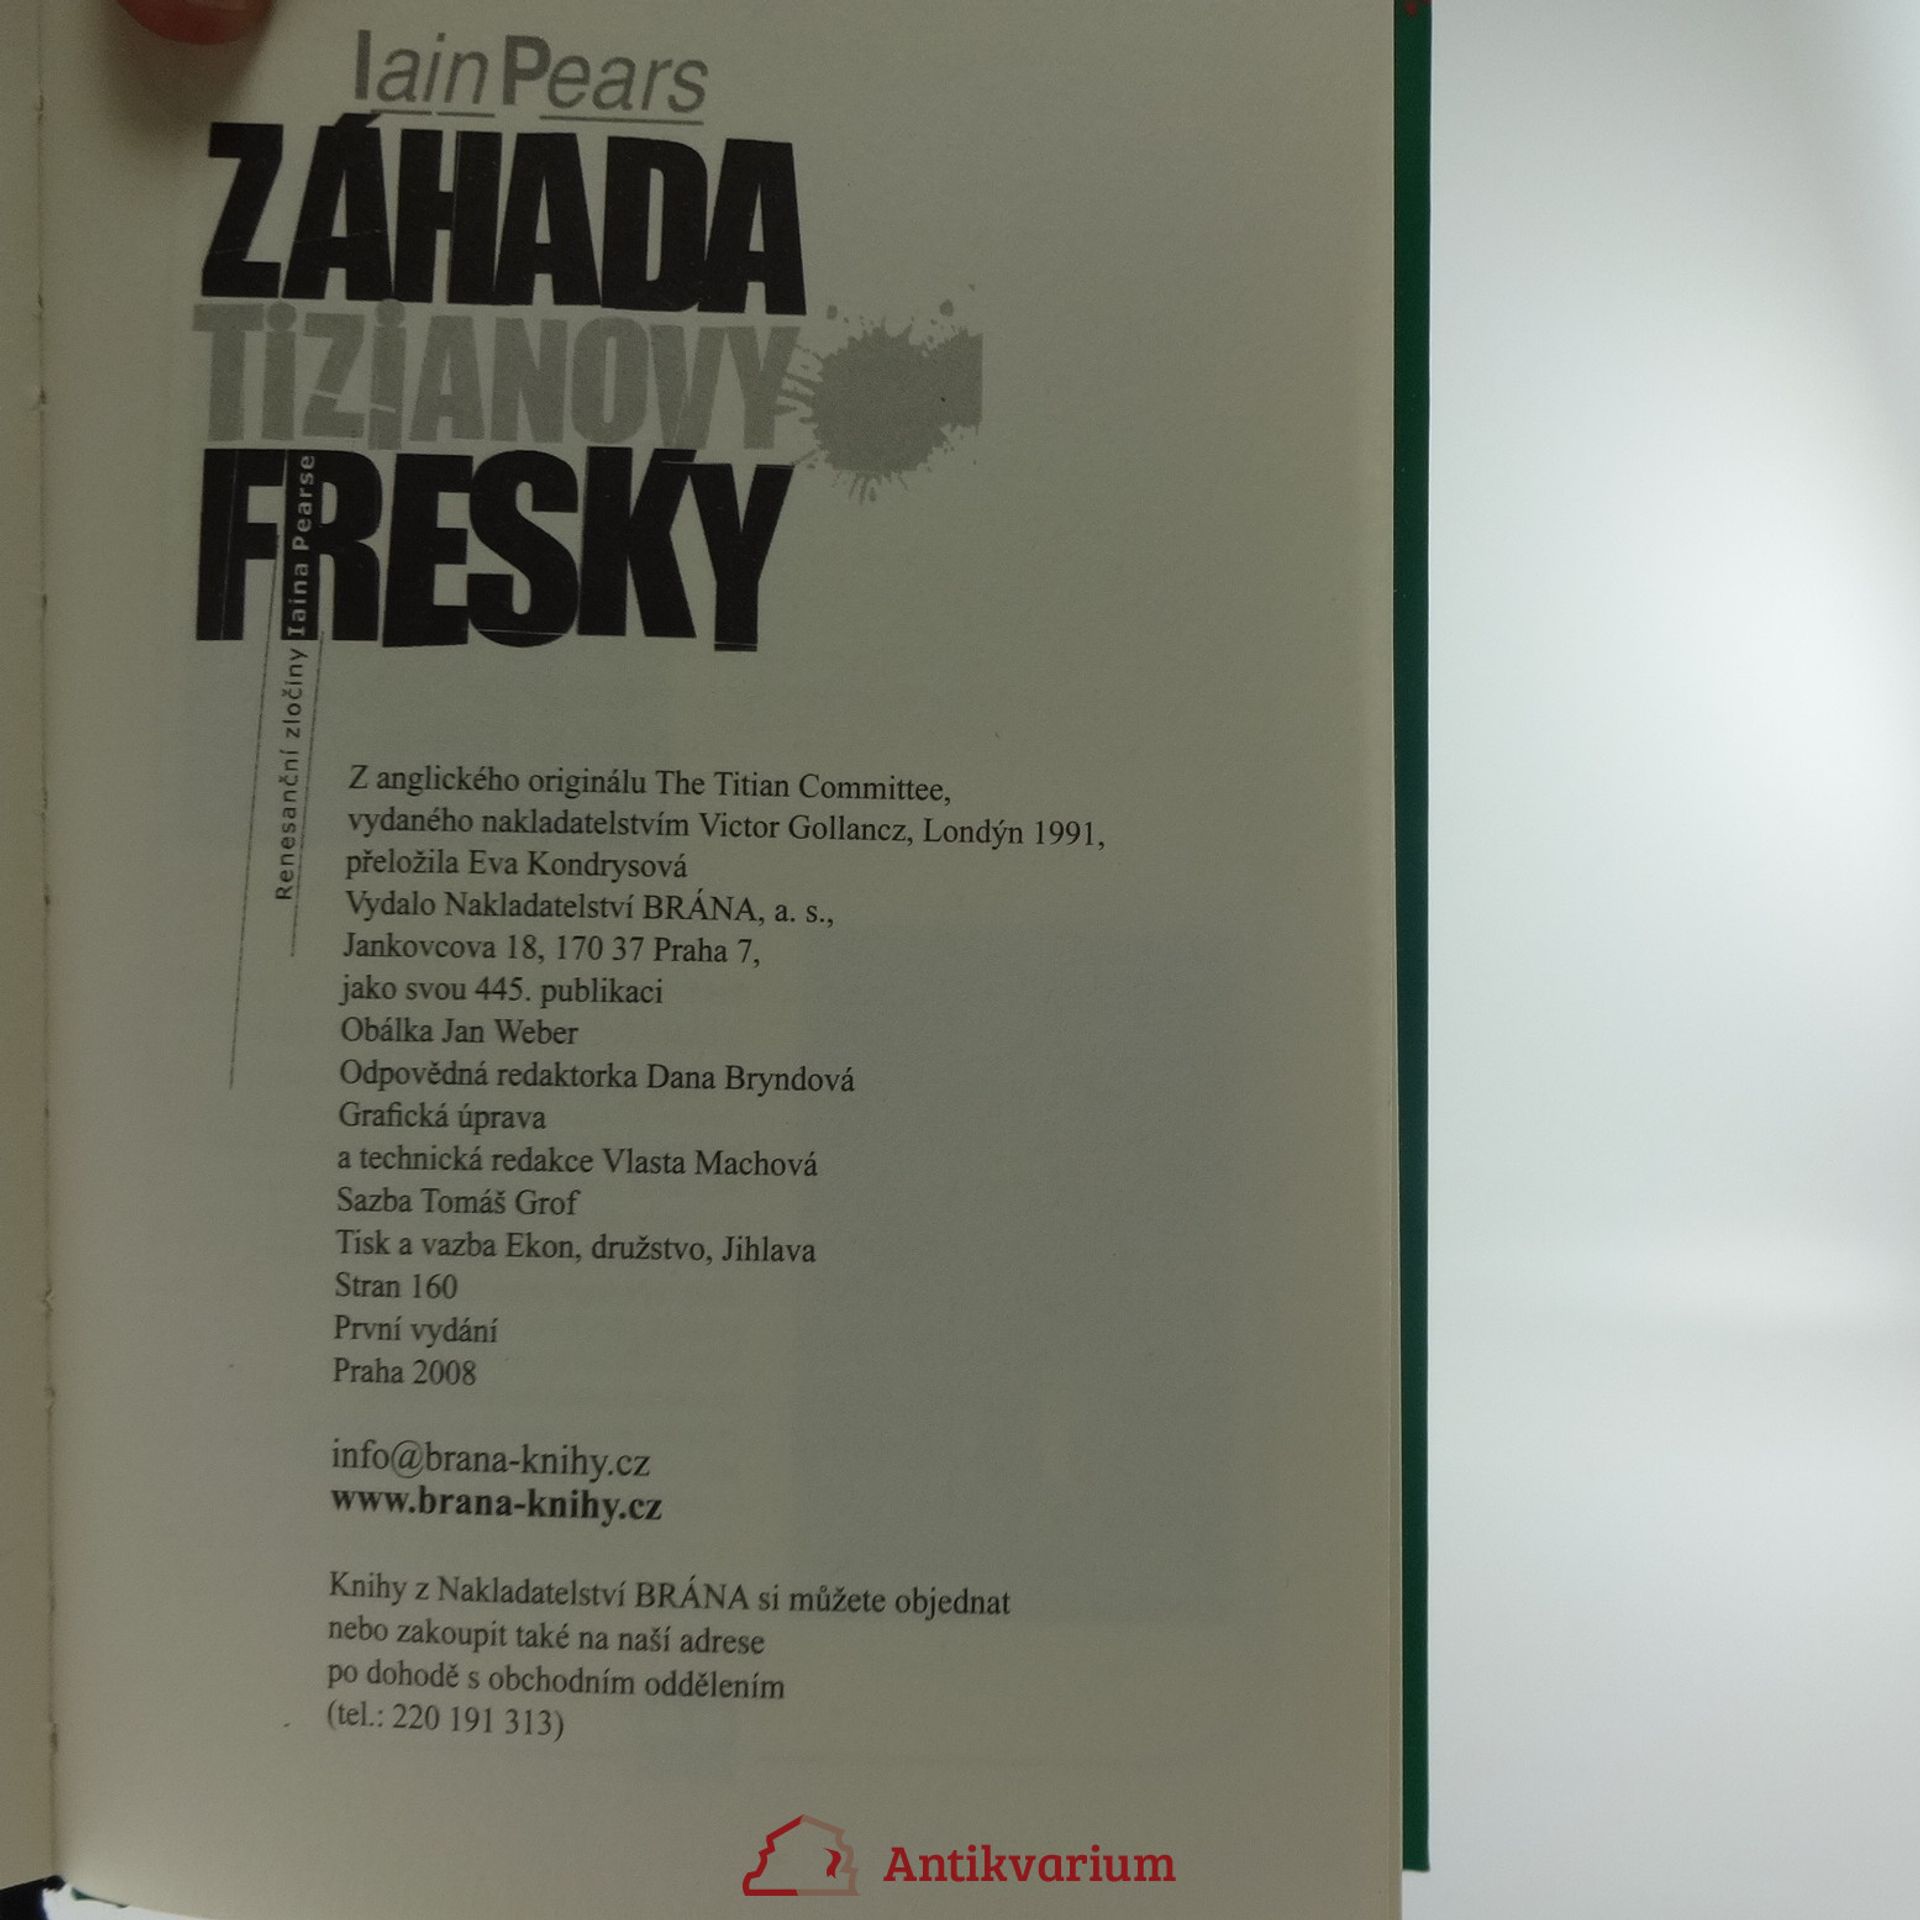 Iain Pears
ZÁHADA
TiZiANOVY
FRESKY
Renesanční zločiny Iaina Pearse
Z anglického originálu The Titian Committee,
vydaného nakladatelstvím Victor Gollancz, Londýn 1991,
přeložila Eva Kondrysová
Vydalo Nakladatelství BRÁNA, a. s.,
Jankovcova 18, 170 37 Praha 7,
jako svou 445. publikaci
Obálka Jan Weber
Odpovědná redaktorka Dana Bryndová
Grafická úprava
a technická redakce Vlasta Machová
Sazba Tomáš Grof
Tisk a vazba Ekon, družstvo, Jihlava
Stran 160
První vydání
Praha 2008
info@brana-knihy.cz
www.brana-knihy.cz
Knihy z Nakladatelství BRÁNA si můžete objednat
nebo zakoupit také na naší adrese
po dohodě s obchodním oddělením
(tel.: 220 191 313)
Antikvarium